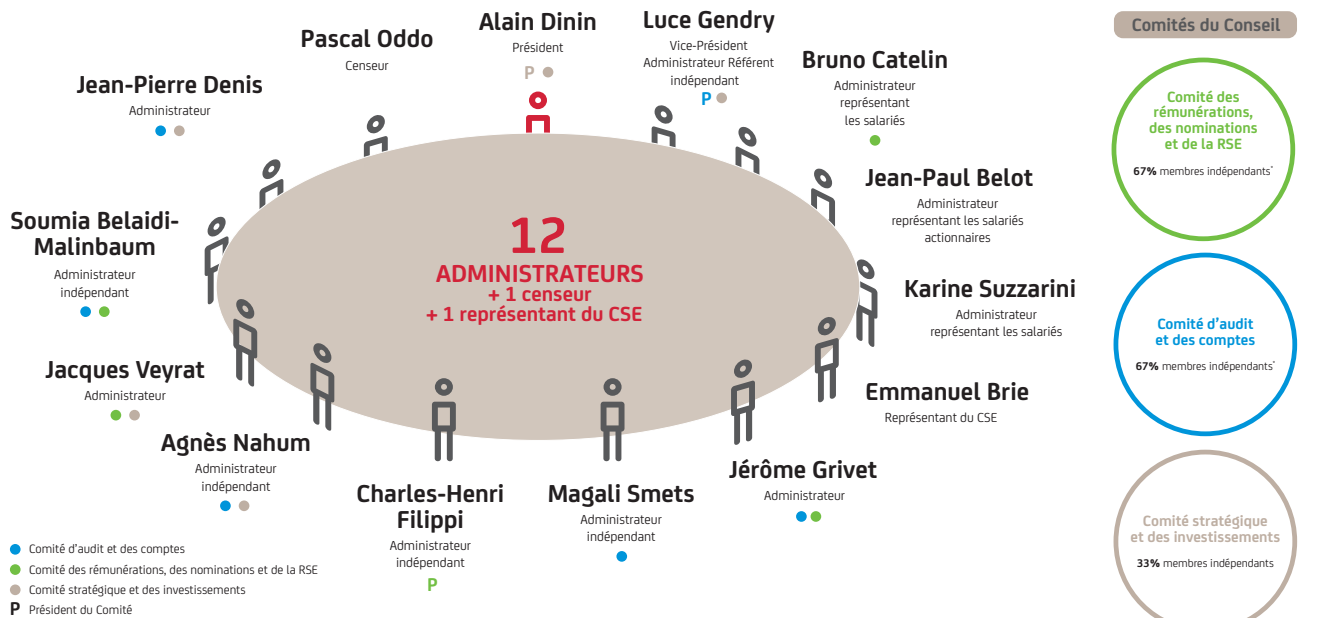 Alain Dinin
Président
P
Luce Gendry
Vice-Président
Administrateur Référent
indépendant
P
Bruno Catelin
Administrateur
représentant
les salariés
Jean-Paul Belot
Administrateur
représentant les salariés
actionnaires
Karine Suzzarini
Administrateur
représentant les salariés
Emmanuel Brie
Représentant du CSE
Jérôme Grivet
Administrateur
Magali Smets
Administrateur
indépendant
Charles-Henri
Filippi
Administrateur
indépendant
P
Agnès Nahum
Administrateur
indépendant
Jacques Veyrat
Administrateur
Soumia Belaidi-
Malinbaum
Administrateur
indépendant
Jean-Pierre Denis
Administrateur
Pascal Oddo
Censeur
12
ADMINISTRATEURS
+ 1 censeur
+ 1 représentant du CSE
Comité d'audit et des comptes
Comité des rémunérations, des nominations et de la RSE
Comité stratégique et des investissements
P Président du Comité
Comités du Conseil
Comité des
rémunérations,
des nominations
et de la RSE
67% membres indépendants*
Comité d'audit
et des comptes
67% membres indépendants*
Comité stratégique
et des investissements
33% membres indépendants